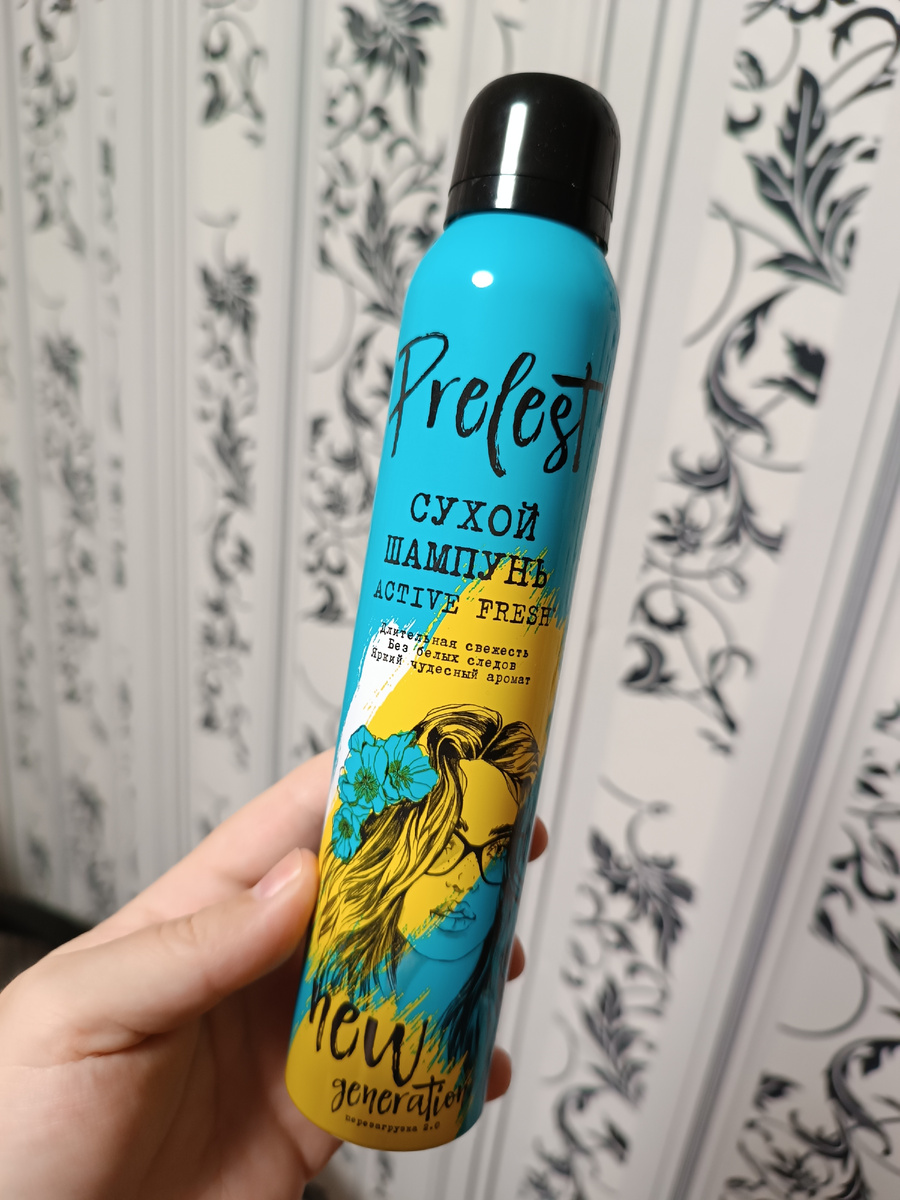 Prelest
СУХОЙ
ШАМПУНЬ
ACTIVE FRESH
Длительная свежесть
Без белых следов
Яркий чудесный аромат
new
generation
перезагрузка 2.0